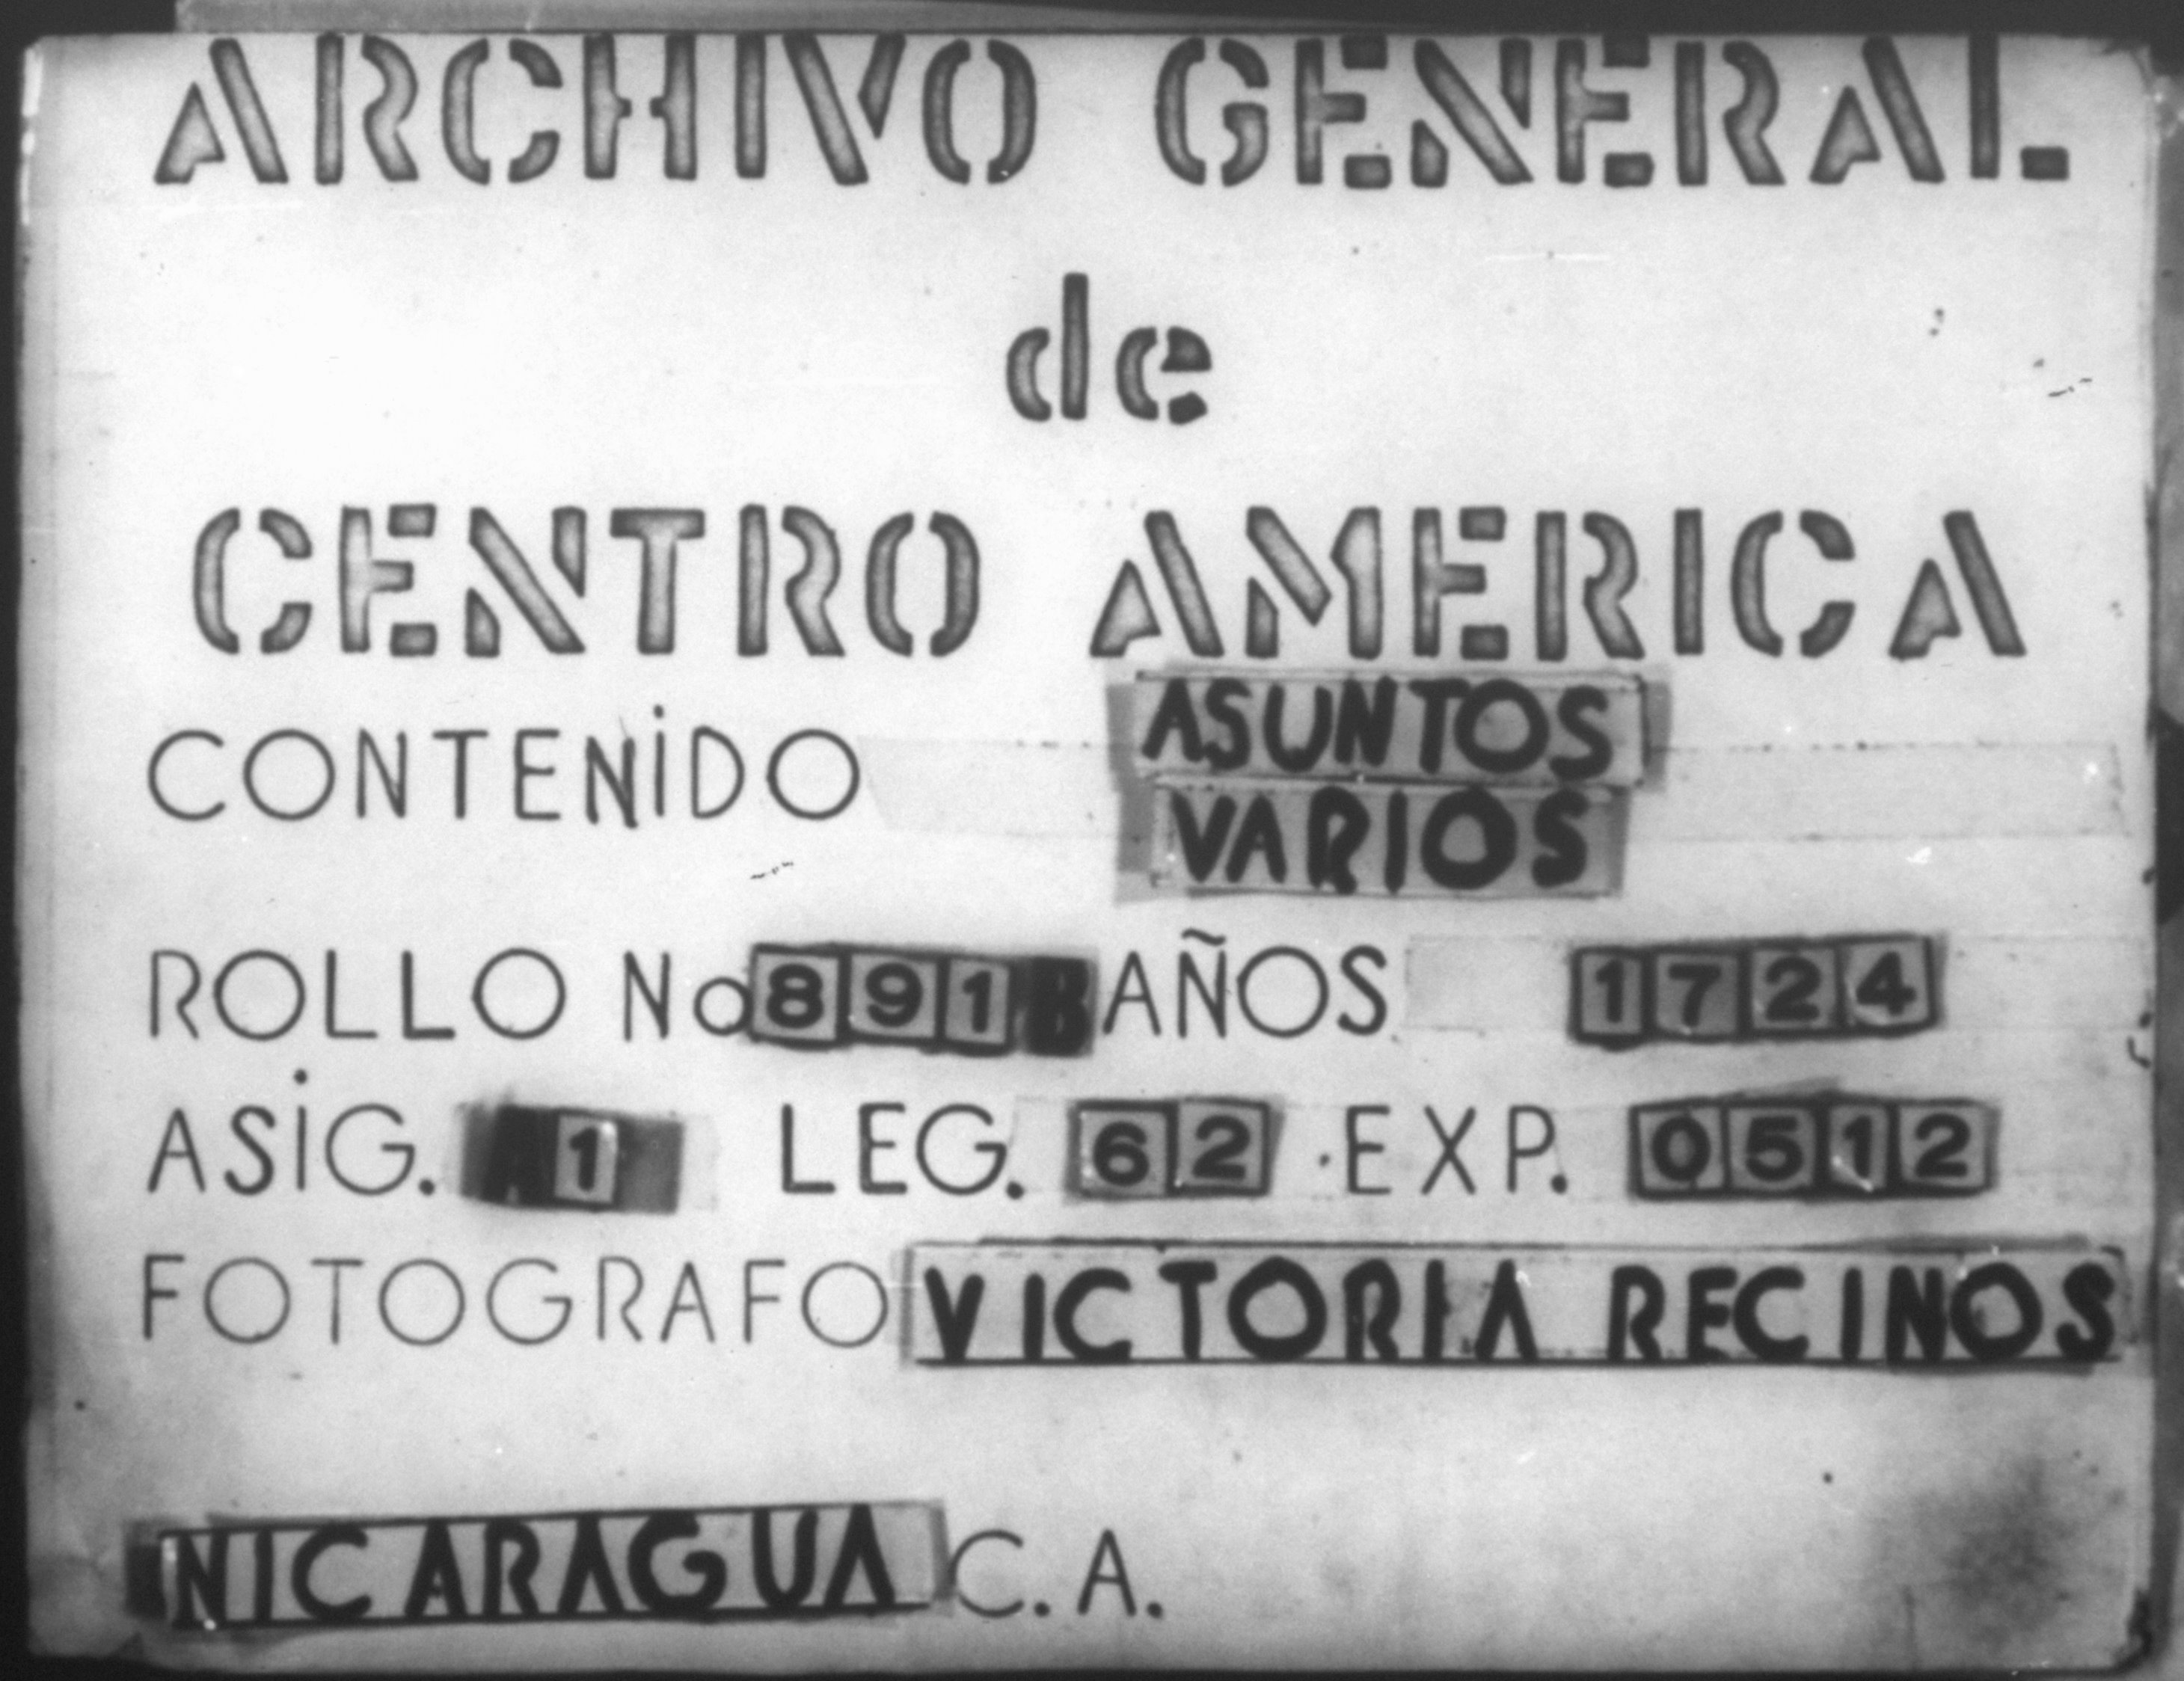 ARCHIVO GENERAL
de
CENTRO AMERICA
CONTENIDO ASUNTOS
VARIOS
ROLLO No 891 B AÑOS 1724
ASIG. 1 LEG. 62 EXP. 0512
FOTOGRAFO VICTORIA RECINOS
NICARAGUA C. A.